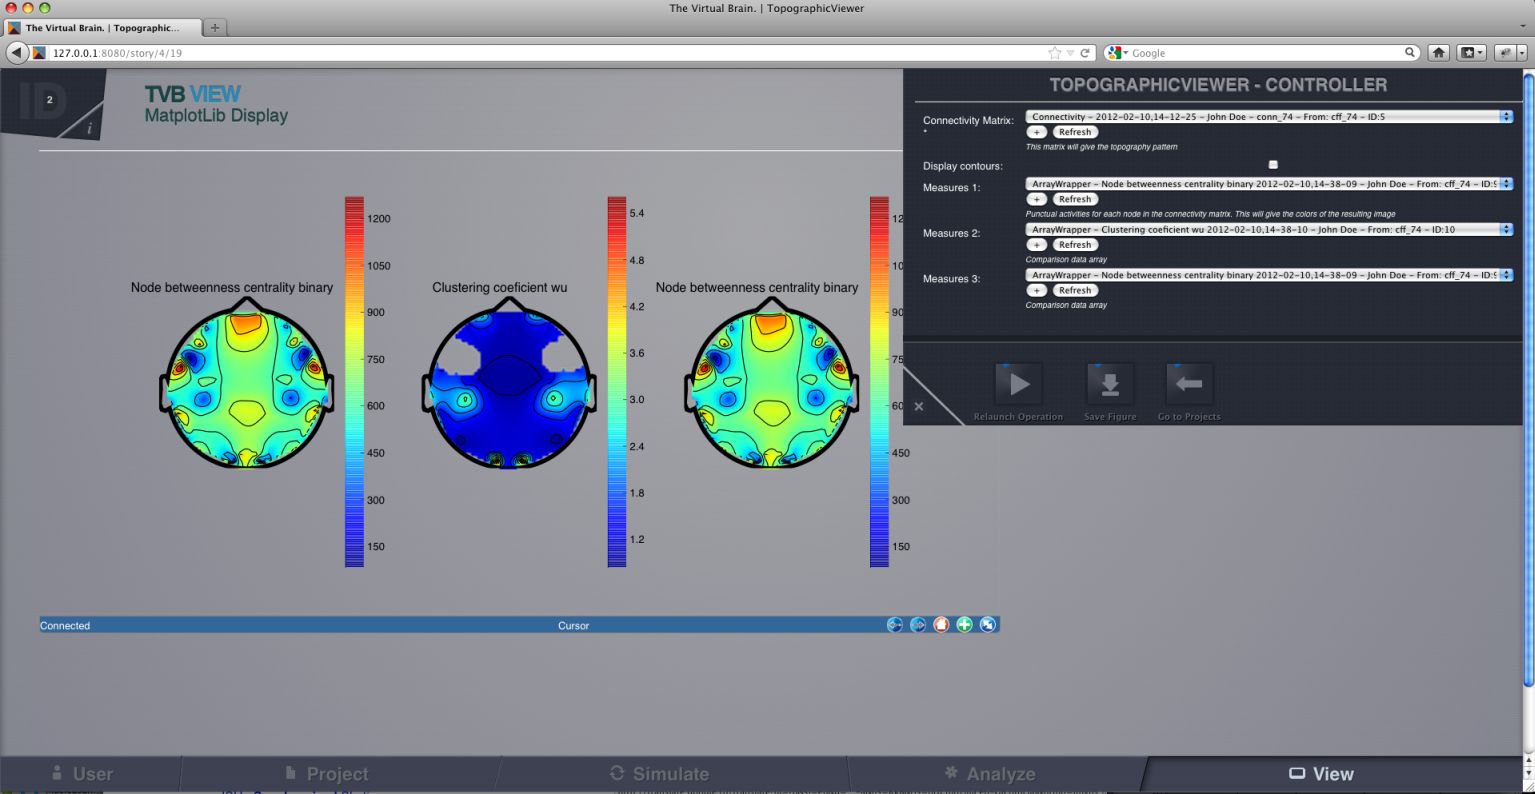 The Virtual Brain. | TopographicViewer
The Virtual Brain. | Topographic...
127.0.0.1:8080/story/4/19
Google
ID
2
i
TVB VIEW
MatplotLib Display
TOPOGRAPHICVIEWER - CONTROLLER
Connectivity Matrix:
*
Connectivity - 2012-02-10,14-12-25 - John Doe - conn_74 - From: cff_74 - ID:5
+ Refresh
This matrix will give the topography pattern
Display contours:
Measures 1:
ArrayWrapper - Node betweenness centrality binary 2012-02-10,14-38-09 - John Doe - From: cff_74 - ID:9
+ Refresh
Punctual activities for each node in the connectivity matrix. This will give the colors of the resulting image
Measures 2:
ArrayWrapper - Clustering coeficient wu 2012-02-10,14-38-10 - John Doe - From: cff_74 - ID:10
+ Refresh
Comparison data array
Measures 3:
ArrayWrapper - Node betweenness centrality binary 2012-02-10,14-38-09 - John Doe - From: cff_74 - ID:9
+ Refresh
Comparison data array
Relaunch Operation
Save Figure
Go to Projects
Node betweenness centrality binary
1200
1050
900
750
600
450
300
150
Clustering coeficient wu
5.4
4.8
4.2
3.6
3.0
2.4
1.8
1.2
Node betweenness centrality binary
12
90
75
60
450
300
150
Connected
Cursor
User
Project
Simulate
Analyze
View